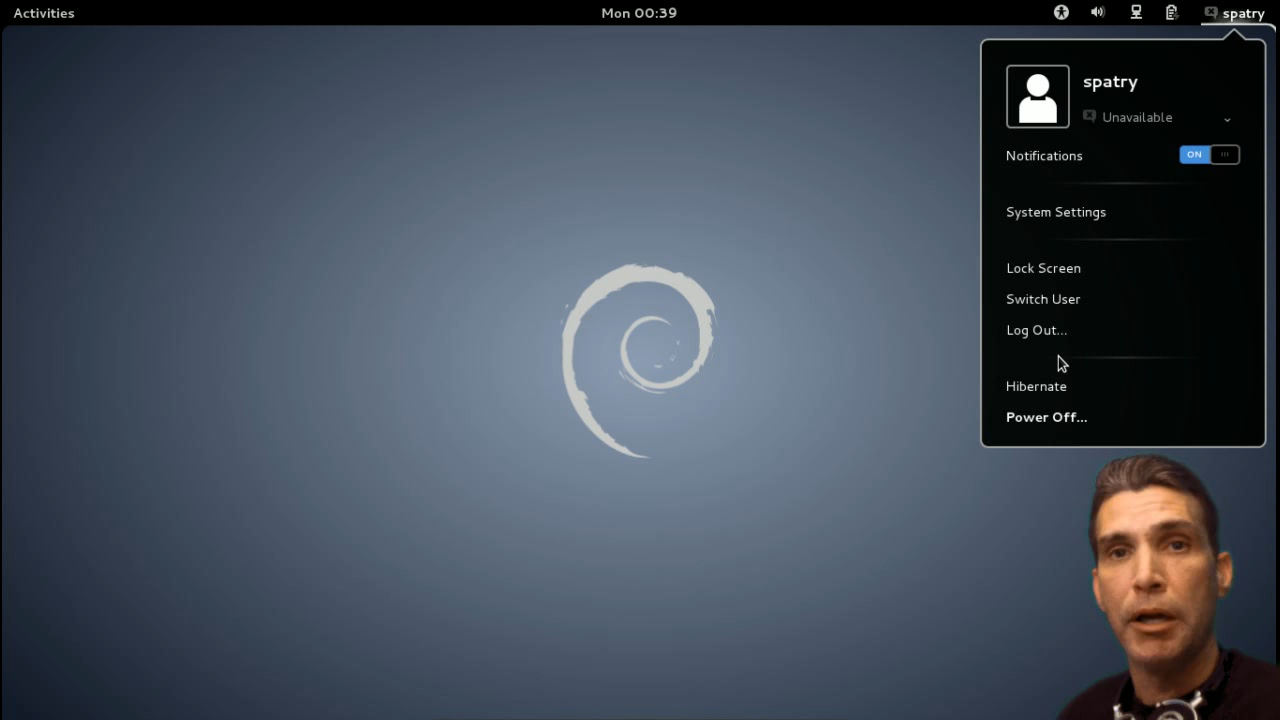 Activities
Mon 00:39
spatry
spatry
Unavailable
Notifications
ON
System Settings
Lock Screen
Switch User
Log Out...
Hibernate
Power Off...